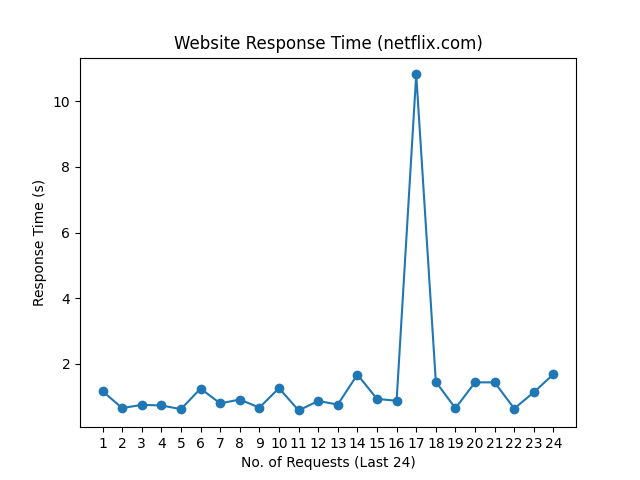 Website Response Time (netflix.com)
Response Time (s)
10
8
6
4
2
1 2 3 4 5 6 7 8 9 10 11 12 13 14 15 16 17 18 19 20 21 22 23 24
No. of Requests (Last 24)